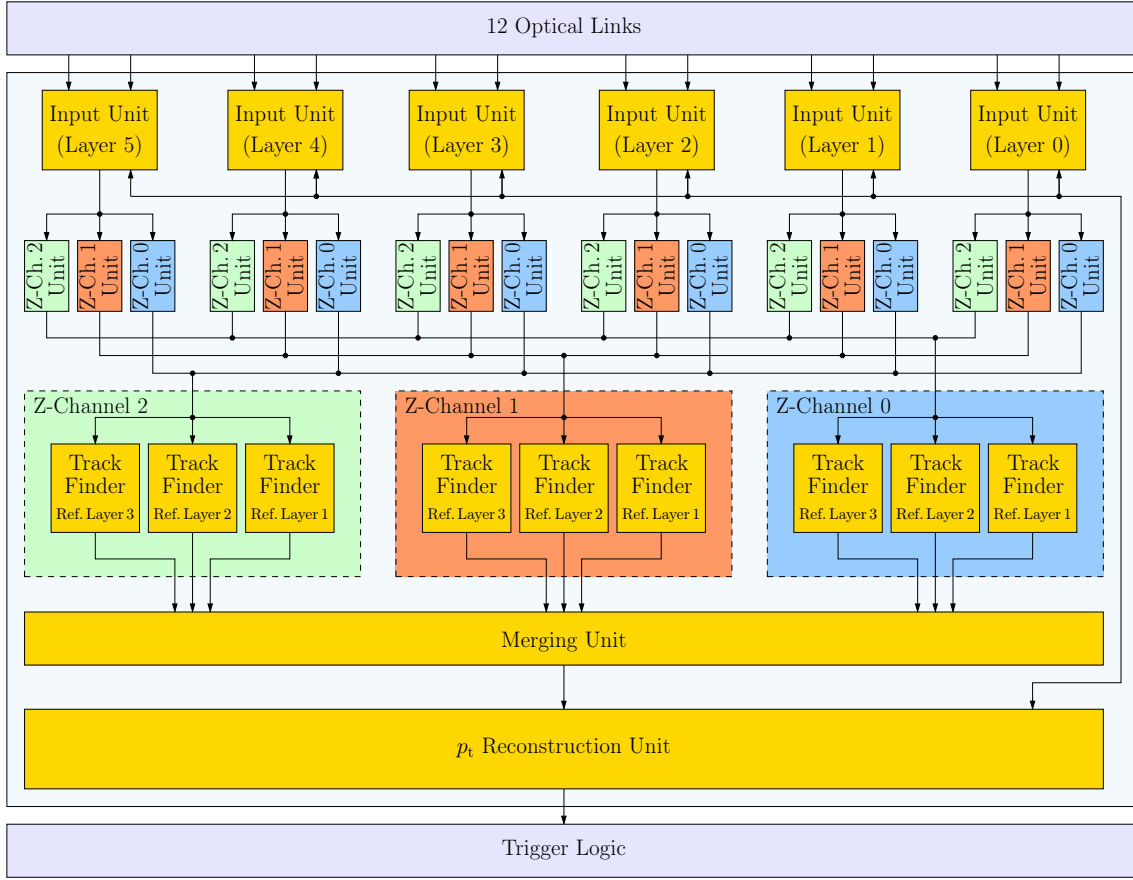 12 Optical Links
Input Unit
(Layer 5)
Input Unit
(Layer 4)
Input Unit
(Layer 3)
Input Unit
(Layer 2)
Input Unit
(Layer 1)
Input Unit
(Layer 0)
Z-Ch. 2
Unit
Z-Ch. 1
Unit
Z-Ch. 0
Unit
Z-Ch. 2
Unit
Z-Ch. 1
Unit
Z-Ch. 0
Unit
Z-Ch. 2
Unit
Z-Ch. 1
Unit
Z-Ch. 0
Unit
Z-Ch. 2
Unit
Z-Ch. 1
Unit
Z-Ch. 0
Unit
Z-Ch. 2
Unit
Z-Ch. 1
Unit
Z-Ch. 0
Unit
Z-Ch. 2
Unit
Z-Ch. 1
Unit
Z-Ch. 0
Unit
Z-Channel 2
Track
Finder
Ref. Layer 3
Track
Finder
Ref. Layer 2
Track
Finder
Ref. Layer 1
Z-Channel 1
Track
Finder
Ref. Layer 3
Track
Finder
Ref. Layer 2
Track
Finder
Ref. Layer 1
Z-Channel 0
Track
Finder
Ref. Layer 3
Track
Finder
Ref. Layer 2
Track
Finder
Ref. Layer 1
Merging Unit
pt Reconstruction Unit
Trigger Logic